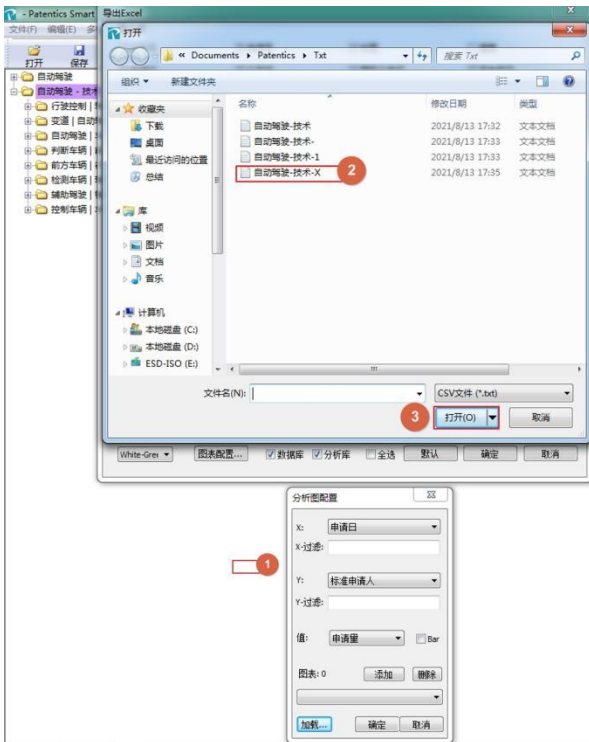 - Patentics Smart
导出Excel
文件(F) 编辑(E)
打开
打开 保存
« Documents ▸ Patentics ▸ Txt
搜索 Txt
组织 新建文件夹
自动驾驶
自动驾驶 - 技术
行驶控制 |
变道 | 自动
自动驾驶 |
判断车辆 |
前方车辆 |
检测车辆 |
辅助驾驶 |
控制车辆 |
收藏夹
下载
桌面
最近访问的位置
总结
库
视频
图片
文档
音乐
计算机
本地磁盘 (C:)
本地磁盘 (D:)
ESD-ISO (E:)
名称 修改日期 类型
自动驾驶-技术 2021/8/13 17:32 文本文档
自动驾驶-技术- 2021/8/13 17:33 文本文档
自动驾驶-技术-1 2021/8/13 17:33 文本文档
自动驾驶-技术-X 2 2021/8/13 17:35 文本文档
文件名(N): CSV文件 (*.txt)
3 打开(O) 取消
White-Gre 图表配置... 数据库 分析库 全选 默认 确定 取消
分析图配置
X: 申请日
X-过滤:
1
Y: 标准申请人
Y-过滤:
值: 申请量 Bar
图表: 0 添加 删除
加载... 确定 取消